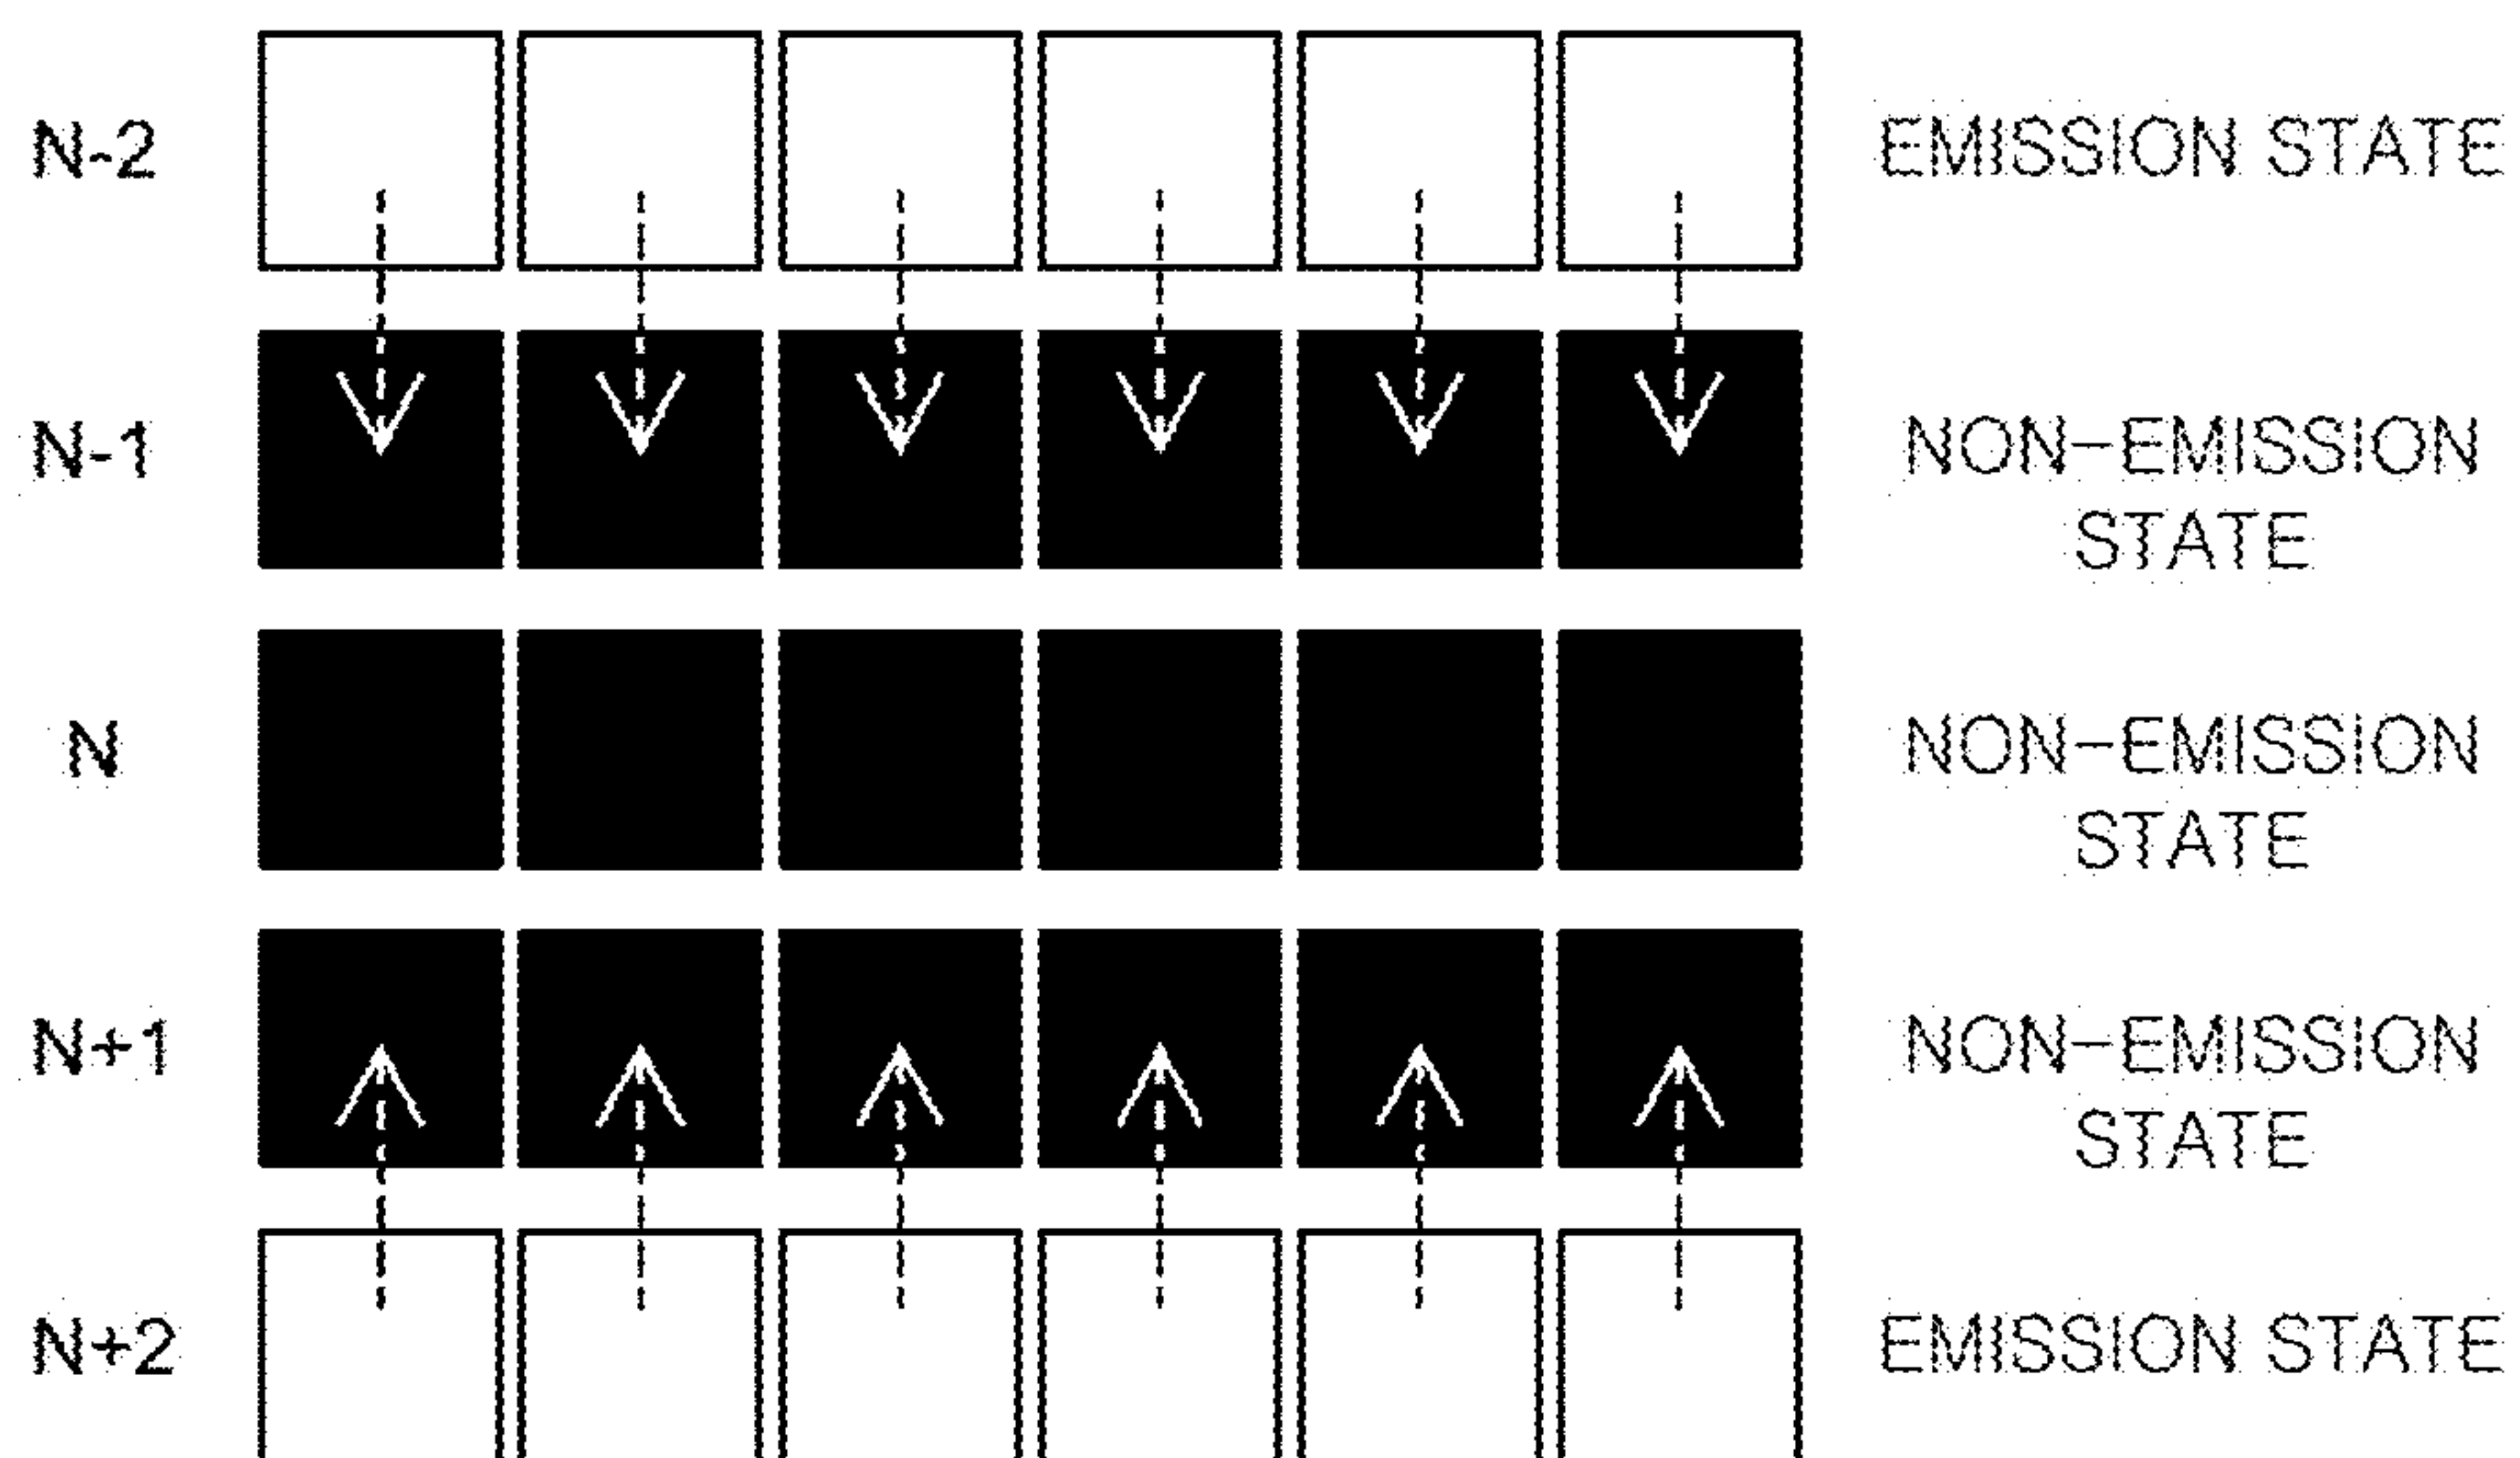 N-2 EMISSION STATE
N-1 NON-EMISSION
STATE
N NON-EMISSION
STATE
N+1 NON-EMISSION
STATE
N+2 EMISSION STATE